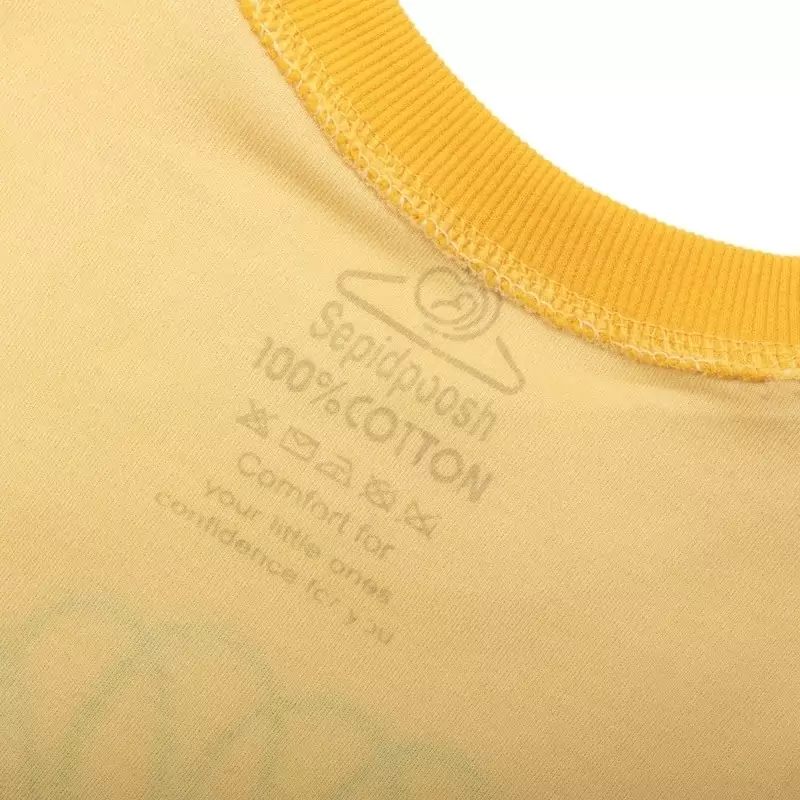 Sepidpoosh
100% COTTON
Comfort for
your little ones
confidence for you